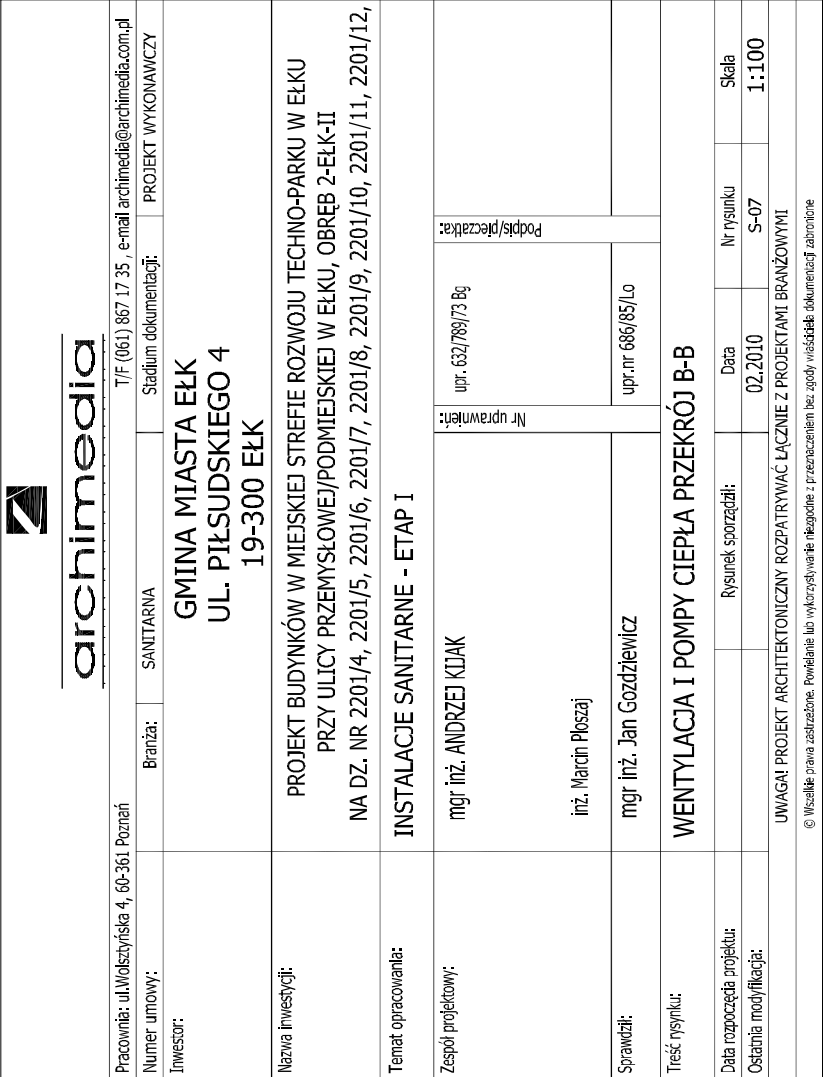 archimedia
Pracownia: ul.Wolsztyńska 4, 60-361 Poznań T/F (061) 867 17 35 , e-mail archimedia@archimedia.com.pl
Numer umowy: Branża: SANITARNA Stadium dokumentacji: PROJEKT WYKONAWCZY
Inwestor: GMINA MIASTA EŁK
UL. PIŁSUDSKIEGO 4
19-300 EŁK
Nazwa inwestycji: PROJEKT BUDYNKÓW W MIEJSKIEJ STREFIE ROZWOJU TECHNO-PARKU W EŁKU
PRZY ULICY PRZEMYSŁOWEJ/PODMIEJSKIEJ W EŁKU, OBRĘB 2-EŁK-II
NA DZ. NR 2201/4, 2201/5, 2201/6, 2201/7, 2201/8, 2201/9, 2201/10, 2201/11, 2201/12,
Temat opracowania: INSTALACJE SANITARNE - ETAP I
Zespół projektowy: mgr inż. ANDRZEJ KIJAK Nr uprawnień: upr. 632/789/73 Bg Podpis/pieczatka:
inż. Marcin Płoszaj
Sprawdził: mgr inż. Jan Gozdziewicz upr.nr 686/85/Lo
Treść rysynku: WENTYLACJA I POMPY CIEPŁA PRZEKRÓJ B-B
Data rozpoczęcia projektu: Rysunek sporządził: Data Nr rysunku Skala
Ostatnia modyfikacja: 02.2010 S-07 1:100
UWAGA! PROJEKT ARCHITEKTONICZNY ROZPATRYWAĆ ŁĄCZNIE Z PROJEKTAMI BRANŻOWYMI
© Wszelkie prawa zastrzeżone. Powielanie lub wykorzystywanie niezgodne z przeznaczeniem bez zgody właściciela dokumentacji zabronione